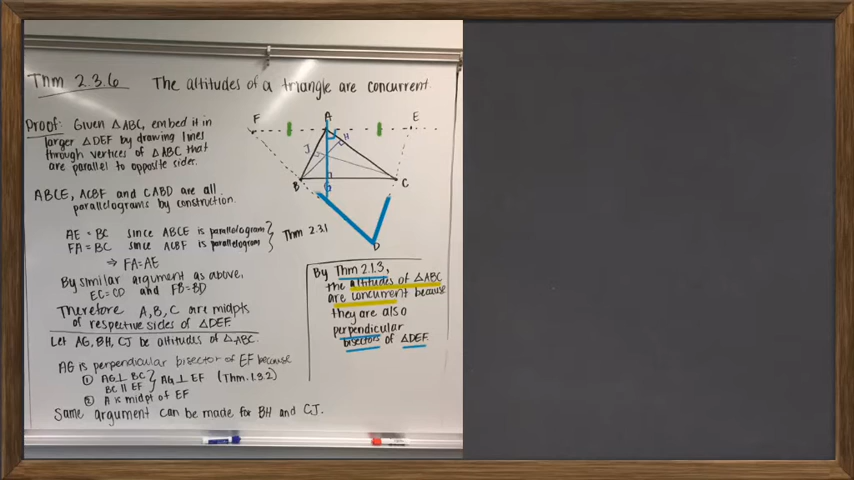 Thm 2.3.6 The altitudes of a triangle are concurrent.
Proof: Given △ABC, embed it in
larger △DEF by drawing lines
through vertices of △ABC that
are parallel to opposite sides.
ABCE, ACBF and CABD are all
parallelograms by construction.
AE = BC since ABCE is parallelogram
FA = BC since ACBF is parallelogram
Thm 2.3.1
⇒ FA = AE
By similar argument as above,
EC = CD and FB = BD
Therefore A, B, C are midpts
of respective sides of △DEF.
Let AG, BH, CJ be altitudes of △ABC.
AG is perpendicular bisector of EF because
① AG ⊥ BC
BC ∥ EF } AG ⊥ EF (Thm. 1.3.2)
② A is midpt of EF
Same argument can be made for BH and CJ.
F A E
J H
B G C
D
By Thm 2.1.3,
the altitudes of △ABC
are concurrent because
they are also
perpendicular
bisectors of △DEF.